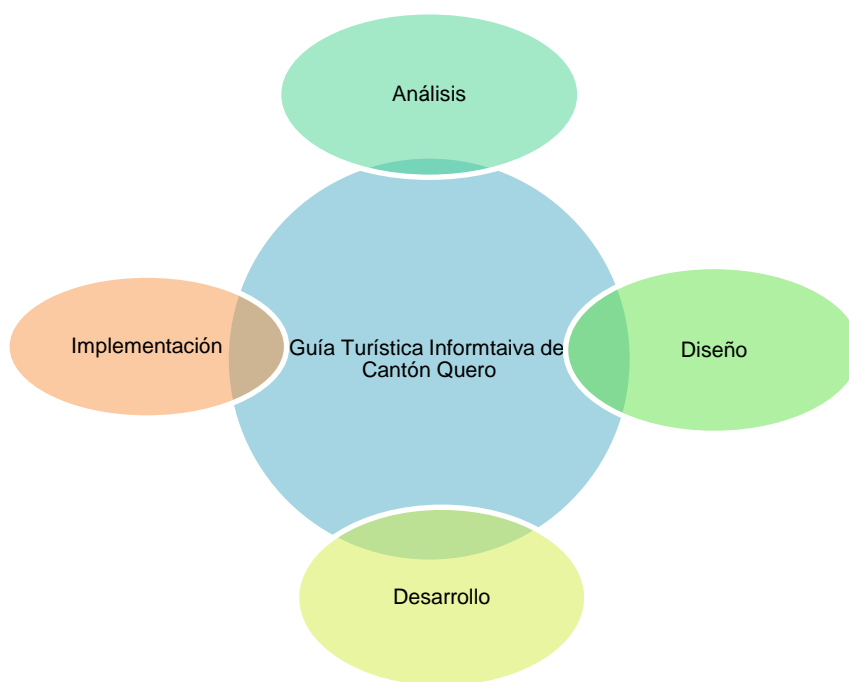 Análisis
Implementación
Guía Turística Informtaiva de
Cantón Quero
Diseño
Desarrollo